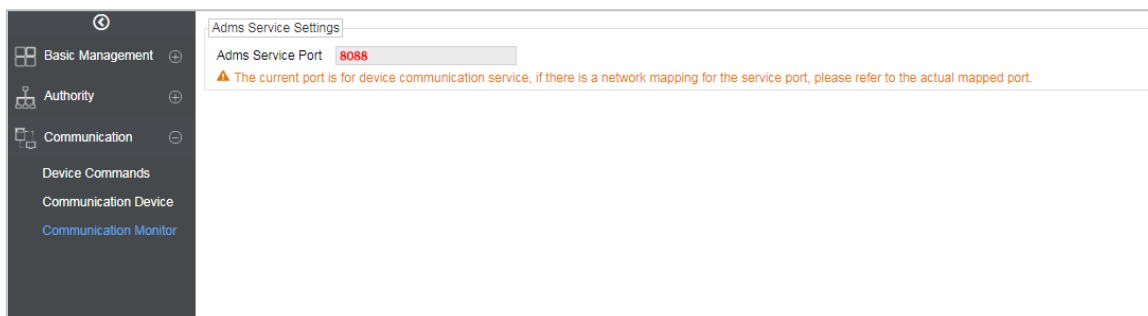 Basic Management
Authority
Communication
Device Commands
Communication Device
Communication Monitor
Adms Service Settings
Adms Service Port 8088
The current port is for device communication service, if there is a network mapping for the service port, please refer to the actual mapped port.